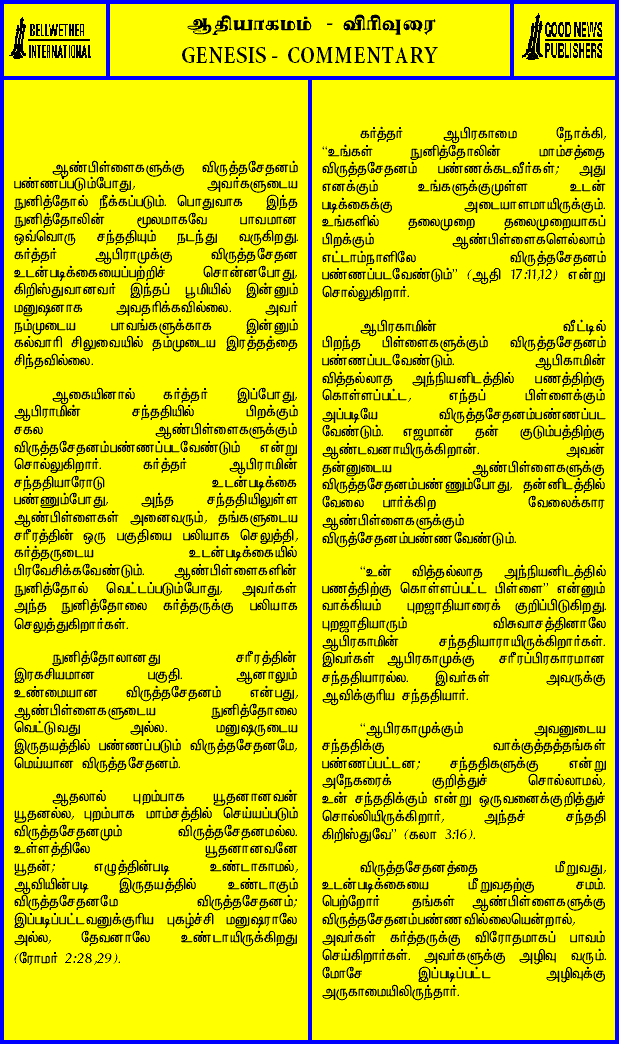 BELLWETHER
INTERNATIONAL
ஆதியாகமம் - விரிவுரை
GENESIS - COMMENTARY
GOOD NEWS
PUBLISHERS
ஆண்பிள்ளைகளுக்கு விருத்தசேதனம்
பண்ணப்படும்போது, அவர்களுடைய
நுனித்தோல் நீக்கப்படும். பொதுவாக இந்த
நுனித்தோலின் மூலமாகவே பாவமான
ஒவ்வொரு சந்ததியும் நடந்து வருகிறது.
கர்த்தர் ஆபிராமுக்கு விருத்தசேதன
உடன்படிக்கையைப்பற்றிச் சொன்னபோது,
கிறிஸ்துவானவர் இந்தப் பூமியில் இன்னும்
மனுஷனாக அவதரிக்கவில்லை. அவர்
நம்முடைய பாவங்களுக்காக இன்னும்
கல்வாரி சிலுவையில் தம்முடைய இரத்தத்தை
சிந்தவில்லை.
ஆகையினால் கர்த்தர் இப்போது,
ஆபிராமின் சந்ததியில் பிறக்கும்
சகல ஆண்பிள்ளைகளுக்கும்
விருத்தசேதனம்பண்ணப்படவேண்டும் என்று
சொல்லுகிறார். கர்த்தர் ஆபிராமின்
சந்ததியாரோடு உடன்படிக்கை
பண்ணும்போது, அந்த சந்ததியிலுள்ள
ஆண்பிள்ளைகள் அனைவரும், தங்களுடைய
சரீரத்தின் ஒரு பகுதியை பலியாக செலுத்தி,
கர்த்தருடைய உடன்படிக்கையில்
பிரவேசிக்கவேண்டும். ஆண்பிள்ளைகளின்
நுனித்தோல் வெட்டப்படும்போது, அவர்கள்
அந்த நுனித்தோலை கர்த்தருக்கு பலியாக
செலுத்துகிறார்கள்.
நுனித்தோலானது சரீரத்தின்
இரகசியமான பகுதி. ஆனாலும்
உண்மையான விருத்தசேதனம் என்பது,
ஆண்பிள்ளைகளுடைய நுனித்தோலை
வெட்டுவது அல்ல. மனுஷருடைய
இருதயத்தில் பண்ணப்படும் விருத்தசேதனமே,
மெய்யான விருத்தசேதனம்.
ஆதலால் புறம்பாக யூதனானவன்
யூதனல்ல, புறம்பாக மாம்சத்தில் செய்யப்படும்
விருத்தசேதனமும் விருத்தசேதனமல்ல.
உள்ளத்திலே யூதனானவனே
யூதன்; எழுத்தின்படி உண்டாகாமல்,
ஆவியின்படி இருதயத்தில் உண்டாகும்
விருத்தசேதனமே விருத்தசேதனம்;
இப்படிப்பட்டவனுக்குரிய புகழ்ச்சி மனுஷராலே
அல்ல, தேவனாலே உண்டாயிருக்கிறது
(ரோமர் 2:28,29).
கர்த்தர் ஆபிரகாமை நோக்கி,
“உங்கள் நுனித்தோலின் மாம்சத்தை
விருத்தசேதனம் பண்ணக்கடவீர்கள்; அது
எனக்கும் உங்களுக்குமுள்ள உடன்
படிக்கைக்கு அடையாளமாயிருக்கும்.
உங்களில் தலைமுறை தலைமுறையாகப்
பிறக்கும் ஆண்பிள்ளைகளெல்லாம்
எட்டாம்நாளிலே விருத்தசேதனம்
பண்ணப்படவேண்டும்” (ஆதி 17:11,12) என்று
சொல்லுகிறார்.
ஆபிரகாமின் வீட்டில்
பிறந்த பிள்ளைகளுக்கும் விருத்தசேதனம்
பண்ணப்படவேண்டும். ஆபிகாமின்
வித்தல்லாத அந்நியனிடத்தில் பணத்திற்கு
கொள்ளப்பட்ட, எந்தப் பிள்ளைக்கும்
அப்படியே விருத்தசேதனம்பண்ணப்பட
வேண்டும். எஜமான் தன் குடும்பத்திற்கு
ஆண்டவனாயிருக்கிறான். அவன்
தன்னுடைய ஆண்பிள்ளைகளுக்கு
விருத்தசேதனம்பண்ணும்போது, தன்னிடத்தில்
வேலை பார்க்கிற வேலைக்கார
ஆண்பிள்ளைகளுக்கும்
விருத்சேதனம்பண்ணவேண்டும்.
“உன் வித்தல்லாத அந்நியனிடத்தில்
பணத்திற்கு கொள்ளப்பட்ட பிள்ளை” என்னும்
வாக்கியம் புறஜாதியாரைக் குறிப்பிடுகிறது.
புறஜாதியாரும் விசுவாசத்தினாலே
ஆபிரகாமின் சந்ததியாராயிருக்கிறார்கள்.
இவர்கள் ஆபிரகாமுக்கு சரீரப்பிரகாரமான
சந்ததியாரல்ல. இவர்கள் அவருக்கு
ஆவிக்குரிய சந்ததியார்.
“ஆபிரகாமுக்கும் அவனுடைய
சந்ததிக்கு வாக்குத்தத்தங்கள்
பண்ணப்பட்டன; சந்ததிகளுக்கு என்று
அநேகரைக் குறித்துச் சொல்லாமல்,
உன் சந்ததிக்கும் என்று ஒருவனைக்குறித்துச்
சொல்லியிருக்கிறார், அந்தச் சந்ததி
கிறிஸ்துவே” (கலா 3:16).
விருத்தசேதனத்தை மீறுவது,
உடன்படிக்கையை மீறுவதற்கு சமம்.
பெற்றோர் தங்கள் ஆண்பிள்ளைகளுக்கு
விருத்தசேதனம்பண்ணவில்லையென்றால்,
அவர்கள் கர்த்தருக்கு விரோதமாகப் பாவம்
செய்கிறார்கள். அவர்களுக்கு அழிவு வரும்.
மோசே இப்படிப்பட்ட அழிவுக்கு
அருகாமையிலிருந்தார்.